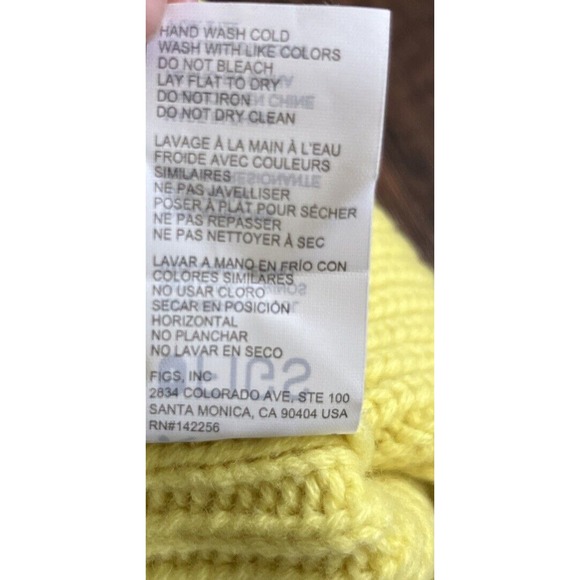 HAND WASH COLD
WASH WITH LIKE COLORS
DO NOT BLEACH
LAY FLAT TO DRY
DO NOT IRON
DO NOT DRY CLEAN
LAVAGE À LA MAIN À L'EAU
FROIDE AVEC COULEURS
SIMILAIRES
NE PAS JAVELLISER
POSER À PLAT POUR SÉCHER
NE PAS REPASSER
NE PAS NETTOYER À SEC
LAVAR A MANO EN FRÍO CON
COLORES SIMILARES
NO USAR CLORO
SECAR EN POSICIÓN
HORIZONTAL
NO PLANCHAR
NO LAVAR EN SECO
FIGS, INC
2834 COLORADO AVE, STE 100
SANTA MONICA, CA 90404 USA
RN#142256